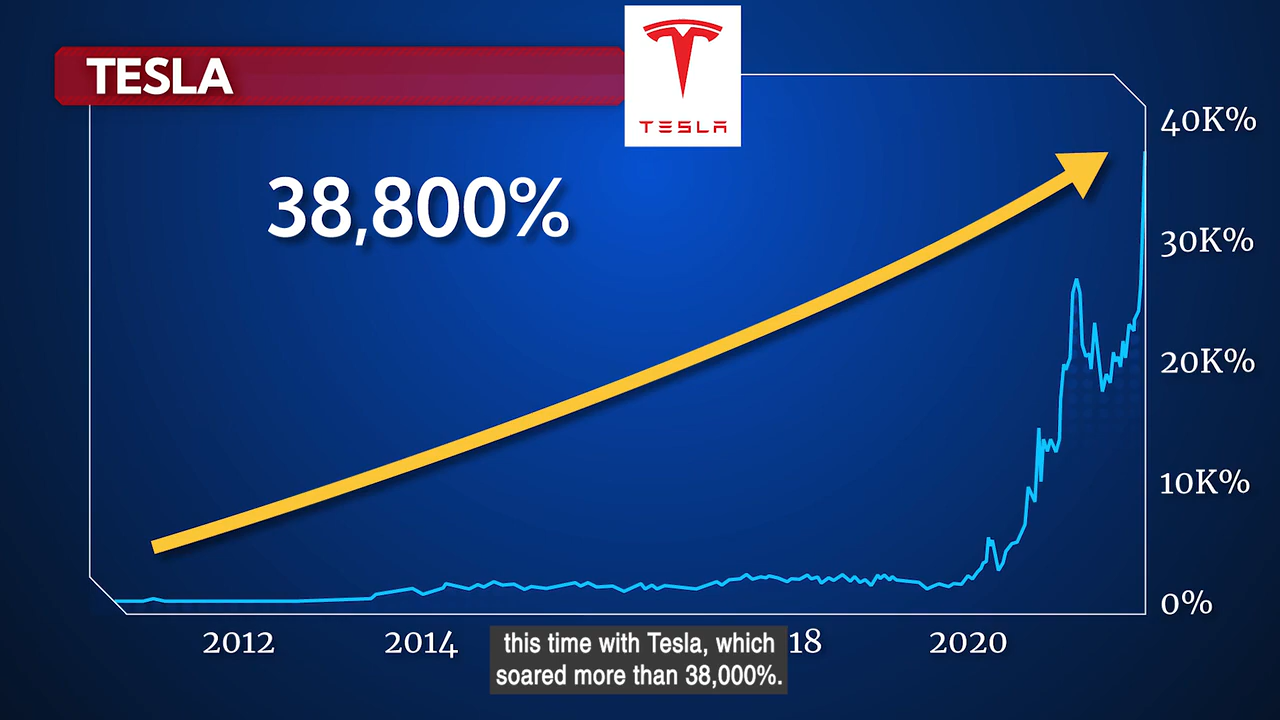 TESLA
TESLA
38,800%
40K%
30K%
20K%
10K%
0%
2012 2014 18 2020
this time with Tesla, which
soared more than 38,000%.